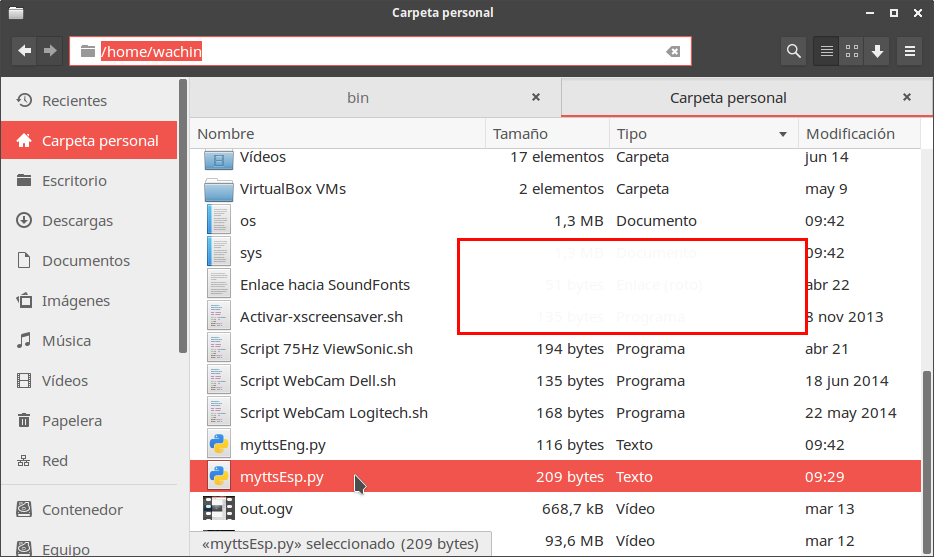 Carpeta personal
/home/wachin
Recientes
Carpeta personal
Escritorio
Descargas
Documentos
Imágenes
Música
Vídeos
Papelera
Red
Contenedor
Equipo
bin
Carpeta personal
Nombre Tamaño Tipo Modificación
Vídeos 17 elementos Carpeta jun 14
VirtualBox VMs 2 elementos Carpeta may 9
os 1,3 MB Documento 09:42
sys 1,3 MB Documento 09:42
Enlace hacia SoundFonts 51 bytes Enlace (roto) abr 22
Activar-xscreensaver.sh 135 bytes Programa 8 nov 2013
Script 75Hz ViewSonic.sh 194 bytes Programa abr 21
Script WebCam Dell.sh 135 bytes Programa 18 jun 2014
Script WebCam Logitech.sh 168 bytes Programa 22 may 2014
myttsEng.py 116 bytes Texto 09:42
myttsEsp.py 209 bytes Texto 09:29
out.ogv 668,7 kB Vídeo mar 13
93,6 MB Vídeo mar 12
«myttsEsp.py» seleccionado (209 bytes)